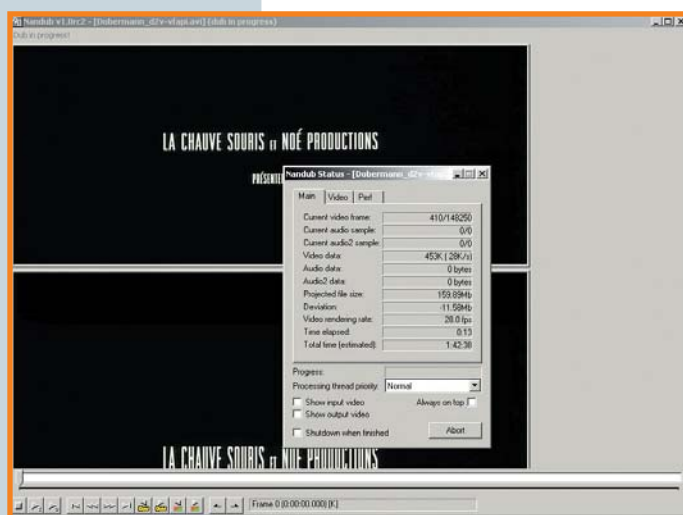 Nandub v1.0rc2 - [Dobermann_d2v-vfapi.avi] (dub in progress)
Dub in progress!
LA CHAUVE SOURIS ET NOÉ PRODUCTIONS
PRÉSENTE
Nandub Status - [Dobermann_d2v-vfapi
Main Video Perf
Current video frame: 410/148250
Current audio sample: 0/0
Current audio2 sample: 0/0
Video data: 453K ( 28K/s)
Audio data: 0 bytes
Audio2 data: 0 bytes
Projected file size: 159.89Mb
Deviation: -11.58Mb
Video rendering rate: 28.0 fps
Time elapsed: 0:13
Total time (estimated): 1:42:38
Progress:
Processing thread priority: Normal
Show input video Always on top
Show output video
Shutdown when finished Abort
LA CHAUVE SOURIS ET NOÉ PRODUCTIONS
Frame 0 (0:00:00.000) [K]